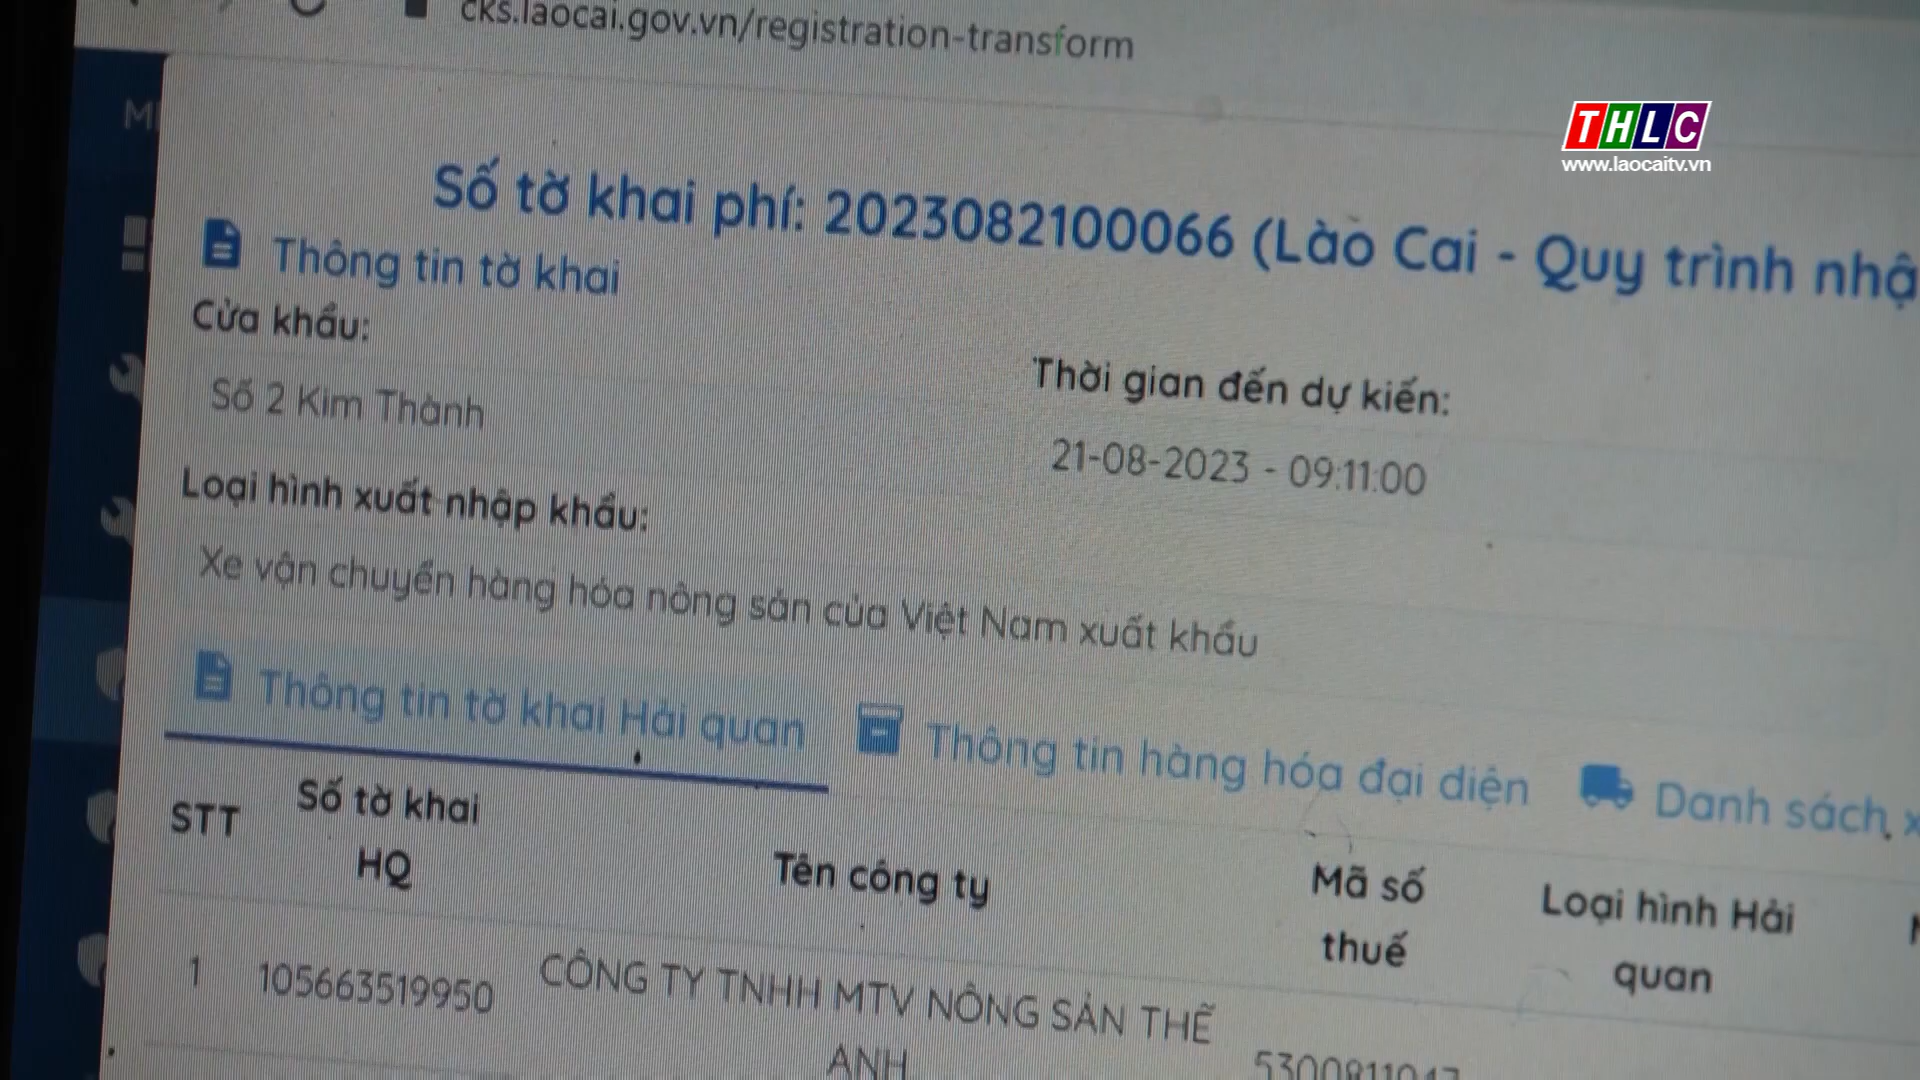 cks.laocai.gov.vn/registration-transform
THLC
www.laocaitv.vn
Số tờ khai phí: 2023082100066 (Lào Cai - Quy trình nhậ
Thông tin tờ khai
Cửa khẩu:
Thời gian đến dự kiến:
Số 2 Kim Thành
21-08-2023 - 09:11:00
Loại hình xuất nhập khẩu:
Xe vận chuyển hàng hóa nông sản của Việt Nam xuất khẩu
Thông tin tờ khai Hải quan
Thông tin hàng hóa đại diện
Danh sách
STT
Số tờ khai
HQ
Tên công ty
Mã số
thuế
Loại hình Hải
quan
1
105663519950
CÔNG TY TNHH MTV NÔNG SẢN THẾ
ANH